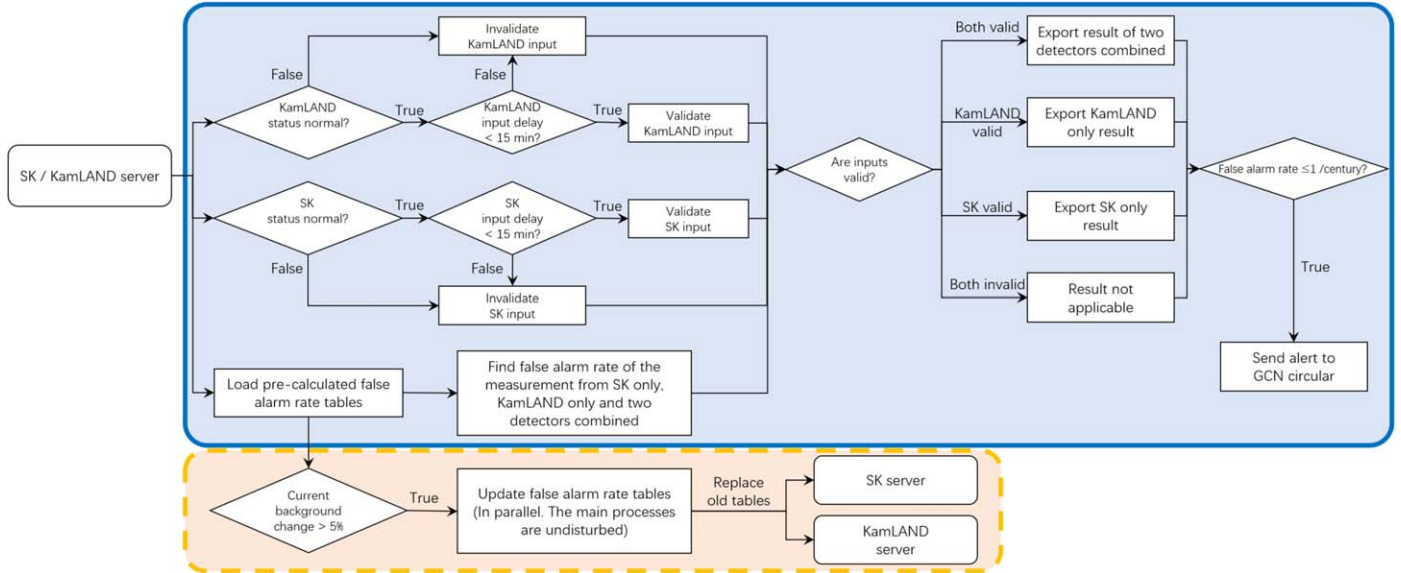 SK / KamLAND server
Invalidate
KamLAND input
False
False
KamLAND
status normal?
True
KamLAND
input delay
< 15 min?
True
Validate
KamLAND input
SK
status normal?
True
SK
input delay
< 15 min?
True
Validate
SK input
False
False
Invalidate
SK input
Load pre-calculated false
alarm rate tables
Find false alarm rate of the
measurement from SK only,
KamLAND only and two
detectors combined
Are inputs
valid?
Both valid
Export result of two
detectors combined
KamLAND
valid
Export KamLAND
only result
SK valid
Export SK only
result
Both invalid
Result not
applicable
False alarm rate ≤1 /century?
True
Send alert to
GCN circular
Current
background
change > 5%
True
Update false alarm rate tables
(In parallel. The main processes
are undisturbed)
Replace
old tables
SK server
KamLAND
server